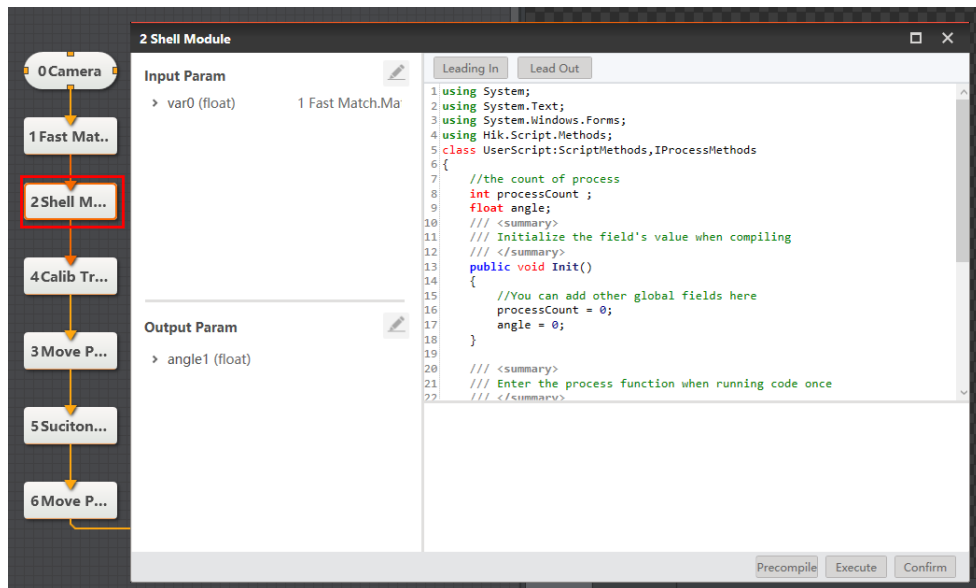 0 Camera
1 Fast Mat..
2 Shell M...
4 Calib Tr...
3 Move P...
5 Suciton...
6 Move P...
2 Shell Module
Input Param
var0 (float) 1 Fast Match.Ma
Output Param
angle1 (float)
Leading In Lead Out
1 using System;
2 using System.Text;
3 using System.Windows.Forms;
4 using Hik.Script.Methods;
5 class UserScript:ScriptMethods,IProcessMethods
6 {
7 //the count of process
8 int processCount ;
9 float angle;
10 /// <summary>
11 /// Initialize the field's value when compiling
12 /// </summary>
13 public void Init()
14 {
15 //You can add other global fields here
16 processCount = 0;
17 angle = 0;
18 }
19
20 /// <summary>
21 /// Enter the process function when running code once
22 /// </summary>
Precompile Execute Confirm